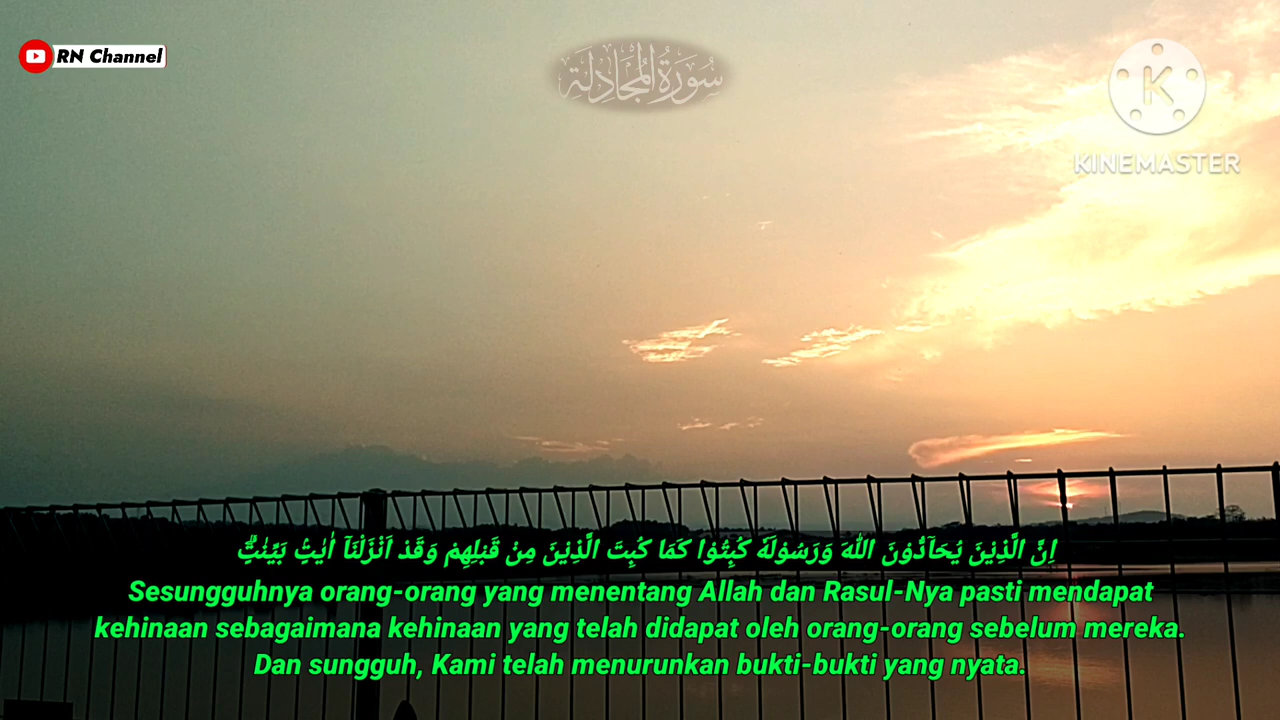 RN Channel
سُورَةُ المُجَادِلَة
K
KINEMASTER
اِنَّ الَّذِيْنَ يُحَاۤدُّوْنَ اللّٰهَ وَرَسُوْلَهٗ كُبِتُوْا كَمَا كُبِتَ الَّذِيْنَ مِنْ قَبْلِهِمْ وَقَدْ اَنْزَلْنَآ اٰيٰتٍۢ بَيِّنٰتٍۗ
Sesungguhnya orang-orang yang menentang Allah dan Rasul-Nya pasti mendapat
kehinaan sebagaimana kehinaan yang telah didapat oleh orang-orang sebelum mereka.
Dan sungguh, Kami telah menurunkan bukti-bukti yang nyata.